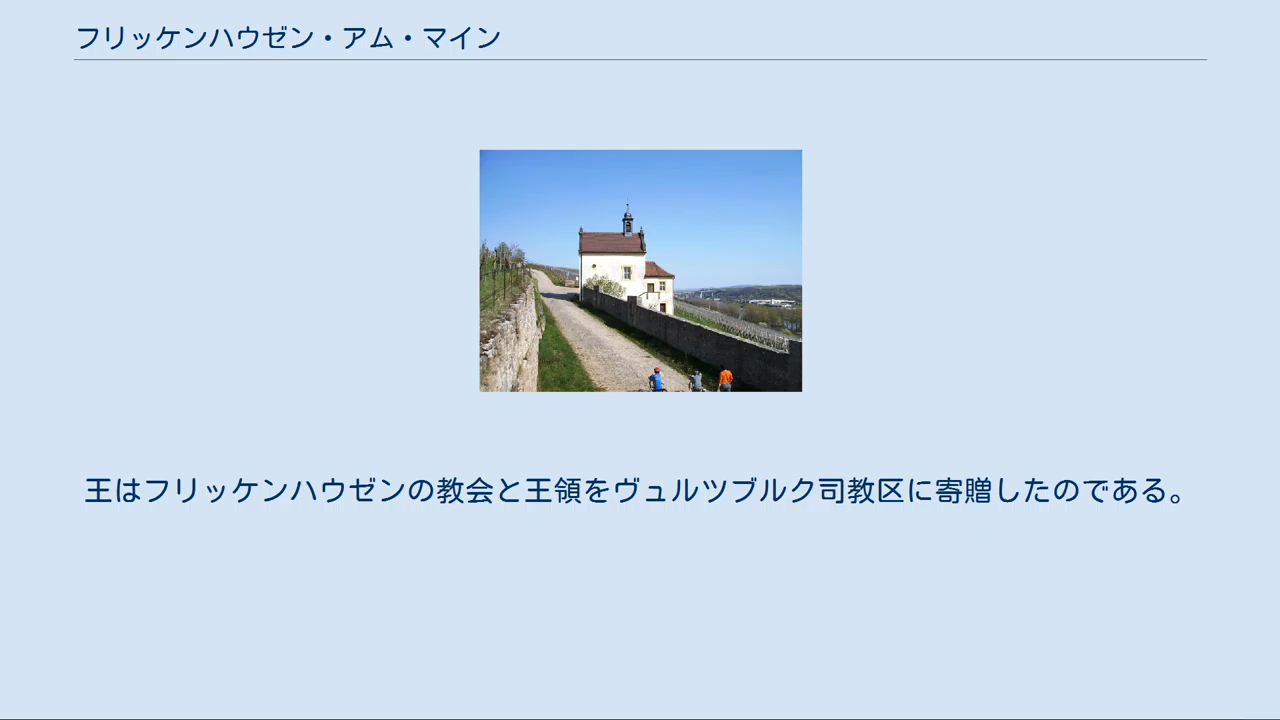 フリッケンハウゼン・アム・マイン
王はフリッケンハウゼンの教会と王領をヴュルツブルク司教区に寄贈したのである。